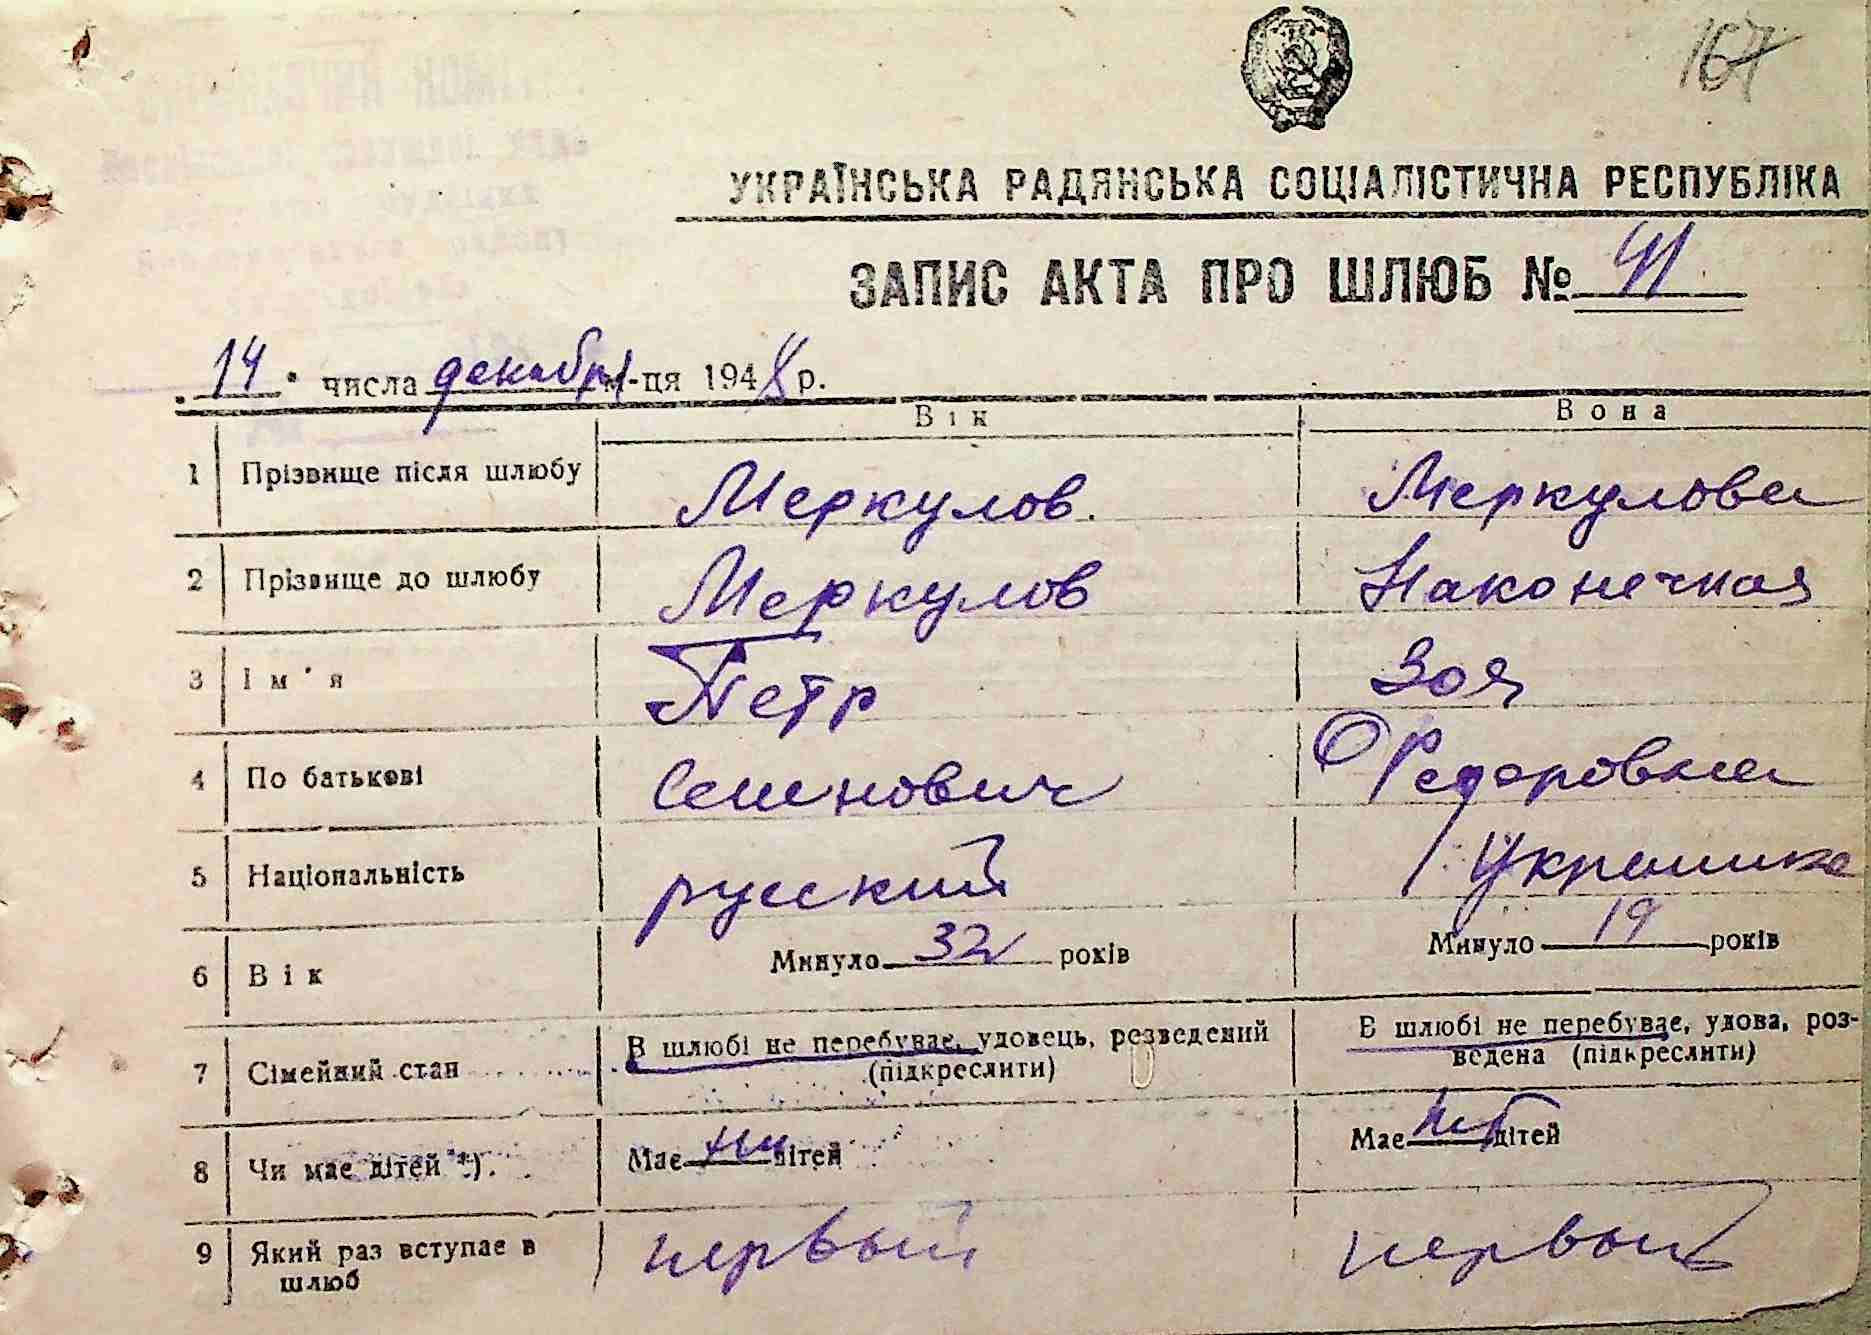 167
УКРАЇНСЬКА РАДЯНСЬКА СОЦІАЛІСТИЧНА РЕСПУБЛІКА
ЗАПИС АКТА ПРО ШЛЮБ № 41
14 числа декабря м-ця 1948 р.
Він Вона
1 Прізвище після шлюбу Меркулов. Меркулова
2 Прізвище до шлюбу Меркулов Наконечная
3 Ім'я Петр Зоя
4 По батькові Семенович Федоровна
5 Національність руский Украинка
6 Вік Минуло 32 років Минуло 19 років
7 Сімейний стан В шлюбі не перебуває, удовець, розведений (підкреслити) В шлюбі не перебуває, удова, роз-
ведена (підкреслити)
8 Чи має дітей *). Має дітей Має нет дітей
9 Який раз вступає в шлюб первый первый